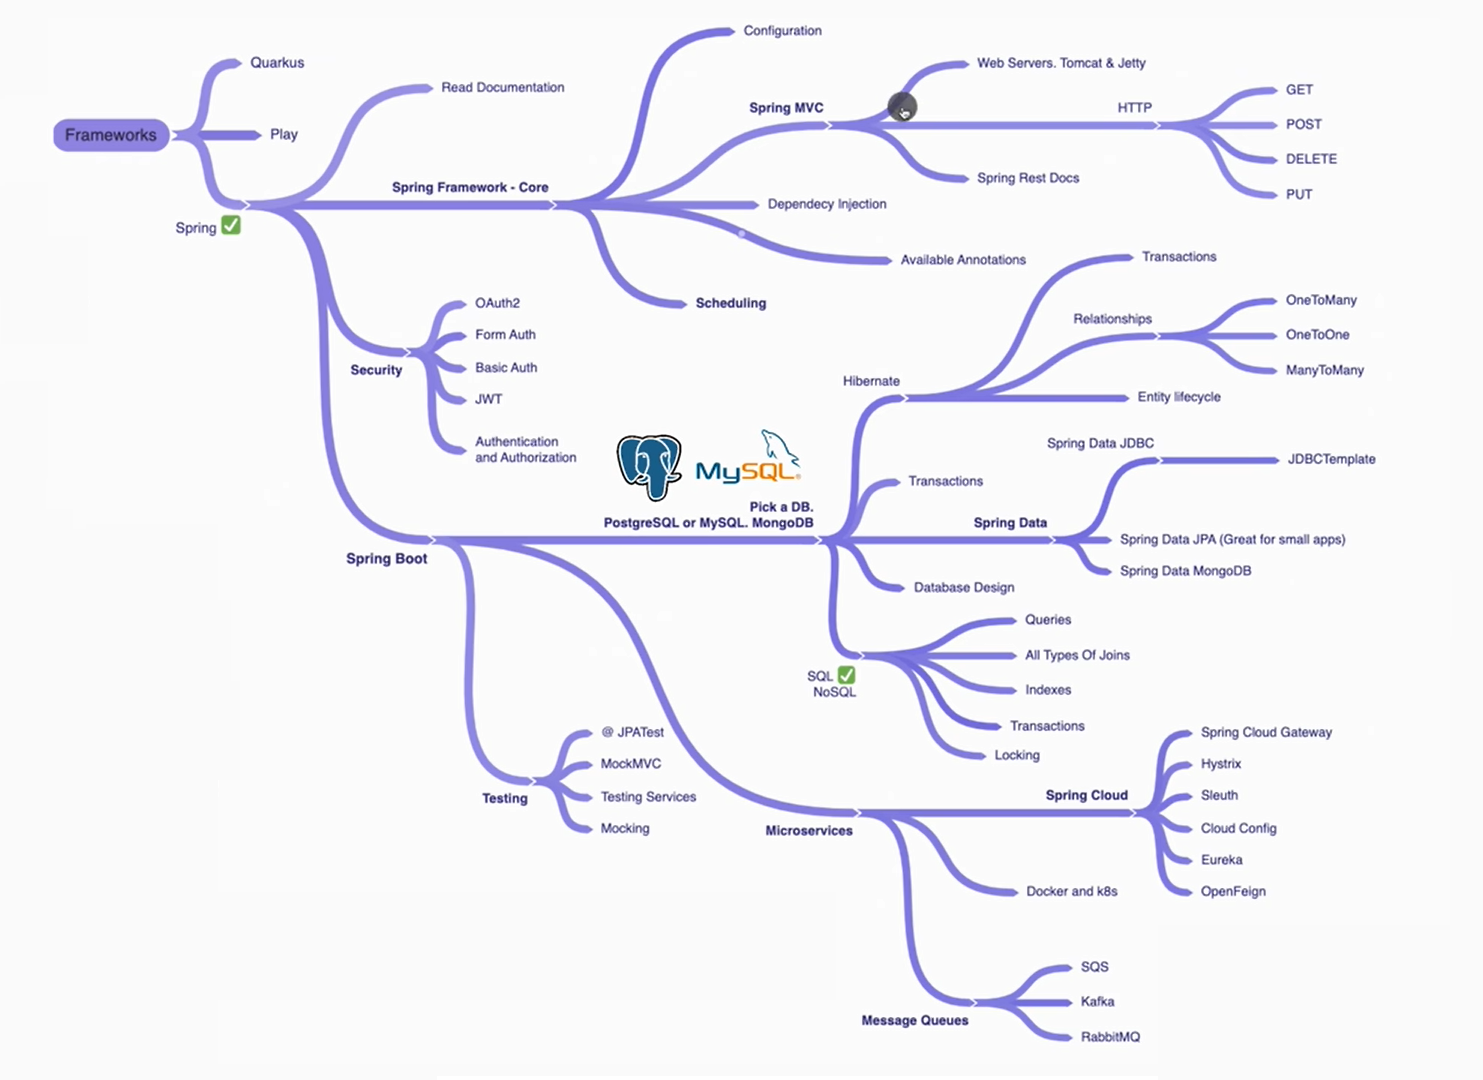 Frameworks
Quarkus
Play
Spring ✅
Read Documentation
Spring Framework - Core
Configuration
Spring MVC
Web Servers. Tomcat & Jetty
HTTP
GET
POST
DELETE
PUT
Spring Rest Docs
Dependecy Injection
Available Annotations
Scheduling
Security
OAuth2
Form Auth
Basic Auth
JWT
Authentication
and Authorization
Spring Boot
MySQL
Pick a DB.
PostgreSQL or MySQL. MongoDB
Hibernate
Transactions
Relationships
OneToMany
OneToOne
ManyToMany
Entity lifecycle
Transactions
Spring Data
Spring Data JDBC
JDBCTemplate
Spring Data JPA (Great for small apps)
Spring Data MongoDB
Database Design
SQL ✅
NoSQL
Queries
All Types Of Joins
Indexes
Transactions
Locking
Testing
@ JPATest
MockMVC
Testing Services
Mocking
Microservices
Spring Cloud
Spring Cloud Gateway
Hystrix
Sleuth
Cloud Config
Eureka
OpenFeign
Docker and k8s
Message Queues
SQS
Kafka
RabbitMQ